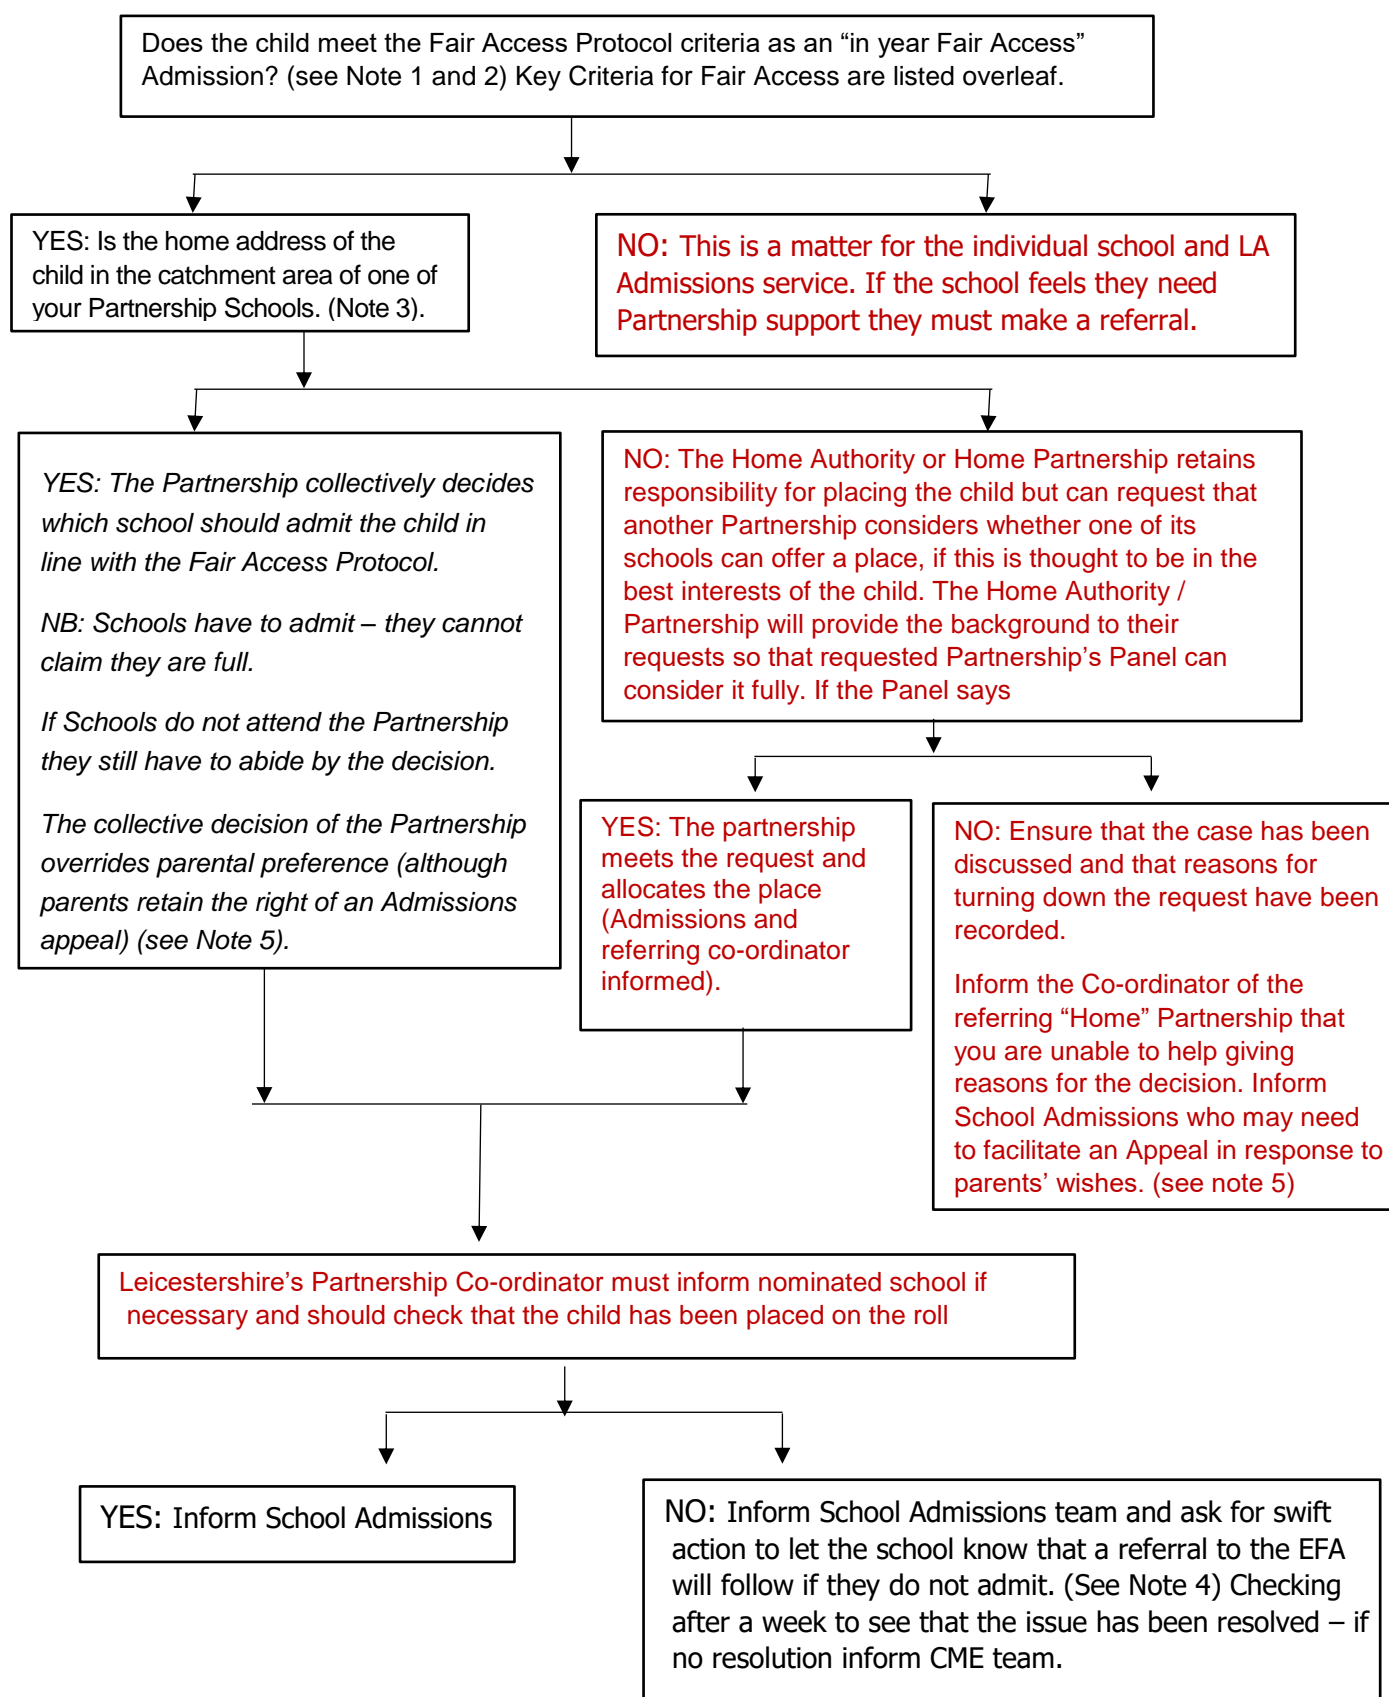 Does the child meet the Fair Access Protocol criteria as an “in year Fair Access”
Admission? (see Note 1 and 2) Key Criteria for Fair Access are listed overleaf.
YES: Is the home address of the
child in the catchment area of one of
your Partnership Schools. (Note 3).
NO: This is a matter for the individual school and LA
Admissions service. If the school feels they need
Partnership support they must make a referral.
YES: The Partnership collectively decides
which school should admit the child in
line with the Fair Access Protocol.
NB: Schools have to admit – they cannot
claim they are full.
If Schools do not attend the Partnership
they still have to abide by the decision.
The collective decision of the Partnership
overrides parental preference (although
parents retain the right of an Admissions
appeal) (see Note 5).
NO: The Home Authority or Home Partnership retains
responsibility for placing the child but can request that
another Partnership considers whether one of its
schools can offer a place, if this is thought to be in the
best interests of the child. The Home Authority /
Partnership will provide the background to their
requests so that requested Partnership’s Panel can
consider it fully. If the Panel says
YES: The partnership
meets the request and
allocates the place
(Admissions and
referring co-ordinator
informed).
NO: Ensure that the case has been
discussed and that reasons for
turning down the request have been
recorded.
Inform the Co-ordinator of the
referring “Home” Partnership that
you are unable to help giving
reasons for the decision. Inform
School Admissions who may need
to facilitate an Appeal in response to
parents’ wishes. (see note 5)
Leicestershire’s Partnership Co-ordinator must inform nominated school if
necessary and should check that the child has been placed on the roll
YES: Inform School Admissions
NO: Inform School Admissions team and ask for swift
action to let the school know that a referral to the EFA
will follow if they do not admit. (See Note 4) Checking
after a week to see that the issue has been resolved – if
no resolution inform CME team.